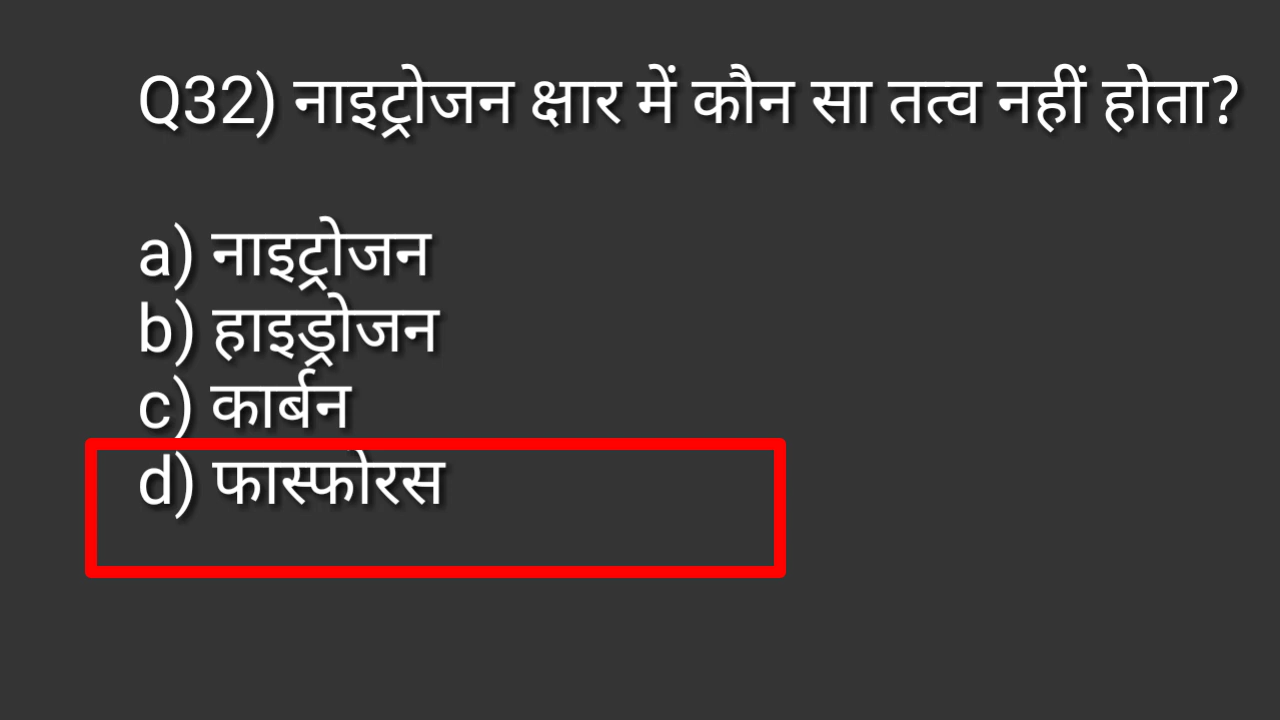 Q32) नाइट्रोजन क्षार में कौन सा तत्व नहीं होता?
a) नाइट्रोजन
b) हाइड्रोजन
c) कार्बन
d) फास्फोरस